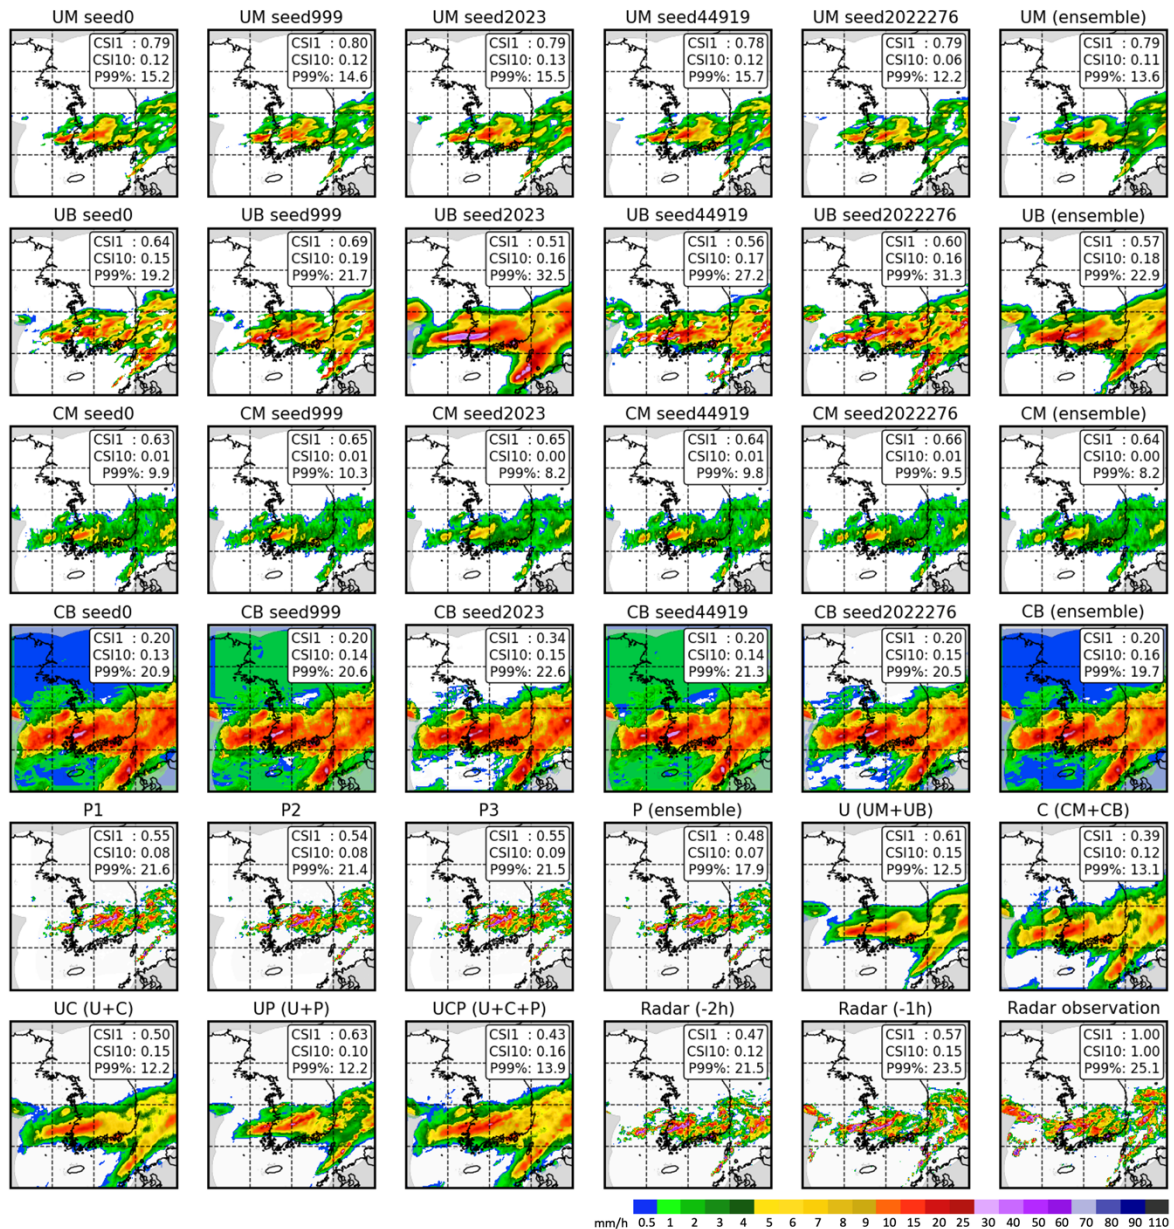 UM seed0
CSI1 : 0.79
CSI10: 0.12
P99%: 15.2
UM seed999
CSI1 : 0.80
CSI10: 0.12
P99%: 14.6
UM seed2023
CSI1 : 0.79
CSI10: 0.13
P99%: 15.5
UM seed44919
CSI1 : 0.78
CSI10: 0.12
P99%: 15.7
UM seed2022276
CSI1 : 0.79
CSI10: 0.06
P99%: 12.2
UM (ensemble)
CSI1 : 0.79
CSI10: 0.11
P99%: 13.6
UB seed0
CSI1 : 0.64
CSI10: 0.15
P99%: 19.2
UB seed999
CSI1 : 0.69
CSI10: 0.19
P99%: 21.7
UB seed2023
CSI1 : 0.51
CSI10: 0.16
P99%: 32.5
UB seed44919
CSI1 : 0.56
CSI10: 0.17
P99%: 27.2
UB seed2022276
CSI1 : 0.60
CSI10: 0.16
P99%: 31.3
UB (ensemble)
CSI1 : 0.57
CSI10: 0.18
P99%: 22.9
CM seed0
CSI1 : 0.63
CSI10: 0.01
P99%: 9.9
CM seed999
CSI1 : 0.65
CSI10: 0.01
P99%: 10.3
CM seed2023
CSI1 : 0.65
CSI10: 0.00
P99%: 8.2
CM seed44919
CSI1 : 0.64
CSI10: 0.01
P99%: 9.8
CM seed2022276
CSI1 : 0.66
CSI10: 0.01
P99%: 9.5
CM (ensemble)
CSI1 : 0.64
CSI10: 0.00
P99%: 8.2
CB seed0
CSI1 : 0.20
CSI10: 0.13
P99%: 20.9
CB seed999
CSI1 : 0.20
CSI10: 0.14
P99%: 20.6
CB seed2023
CSI1 : 0.34
CSI10: 0.15
P99%: 22.6
CB seed44919
CSI1 : 0.20
CSI10: 0.14
P99%: 21.3
CB seed2022276
CSI1 : 0.20
CSI10: 0.15
P99%: 20.5
CB (ensemble)
CSI1 : 0.20
CSI10: 0.16
P99%: 19.7
P1
CSI1 : 0.55
CSI10: 0.08
P99%: 21.6
P2
CSI1 : 0.54
CSI10: 0.08
P99%: 21.4
P3
CSI1 : 0.55
CSI10: 0.09
P99%: 21.5
P (ensemble)
CSI1 : 0.48
CSI10: 0.07
P99%: 17.9
U (UM+UB)
CSI1 : 0.61
CSI10: 0.15
P99%: 12.5
C (CM+CB)
CSI1 : 0.39
CSI10: 0.12
P99%: 13.1
UC (U+C)
CSI1 : 0.50
CSI10: 0.15
P99%: 12.2
UP (U+P)
CSI1 : 0.63
CSI10: 0.10
P99%: 12.2
UCP (U+C+P)
CSI1 : 0.43
CSI10: 0.16
P99%: 13.9
Radar (-2h)
CSI1 : 0.47
CSI10: 0.12
P99%: 21.5
Radar (-1h)
CSI1 : 0.57
CSI10: 0.15
P99%: 23.5
Radar observation
CSI1 : 1.00
CSI10: 1.00
P99%: 25.1
mm/h 0.5 1 2 3 4 5 6 7 8 9 10 15 20 25 30 40 50 60 70 80 90 110